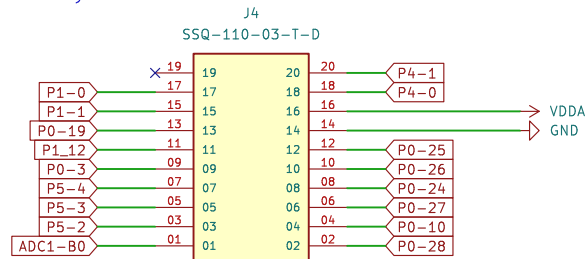 J4
SSQ-110-03-T-D
19 19 20 20 P4-1
P1-0 17 17 18 18 P4-0
P1-1 15 15 16 16 VDDA
P0-19 13 13 14 14 GND
P1_12 11 11 12 12 P0-25
P0-3 09 09 10 10 P0-26
P5-4 07 07 08 08 P0-24
P5-3 05 05 06 06 P0-27
P5-2 03 03 04 04 P0-10
ADC1-B0 01 01 02 02 P0-28